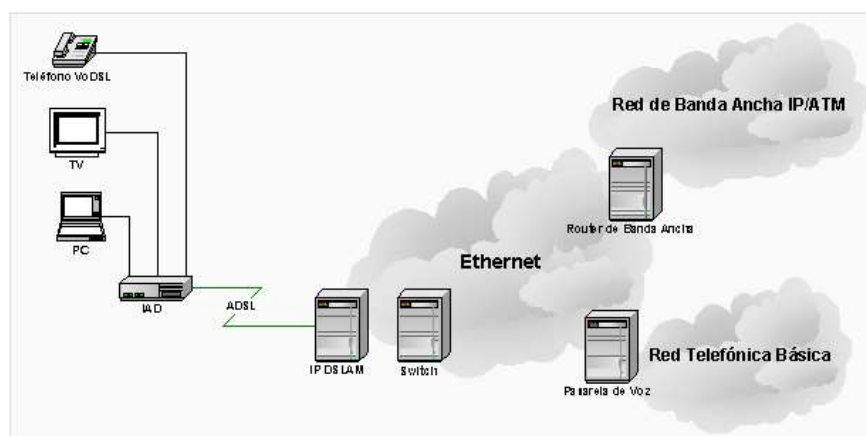 Teléfono VoDSL
TV
PC
IAD
ADSL
IP DSLAM
Switch
Ethernet
Router de Banda Ancha
Red de Banda Ancha IP/ATM
Pasarela de Voz
Red Telefónica Básica